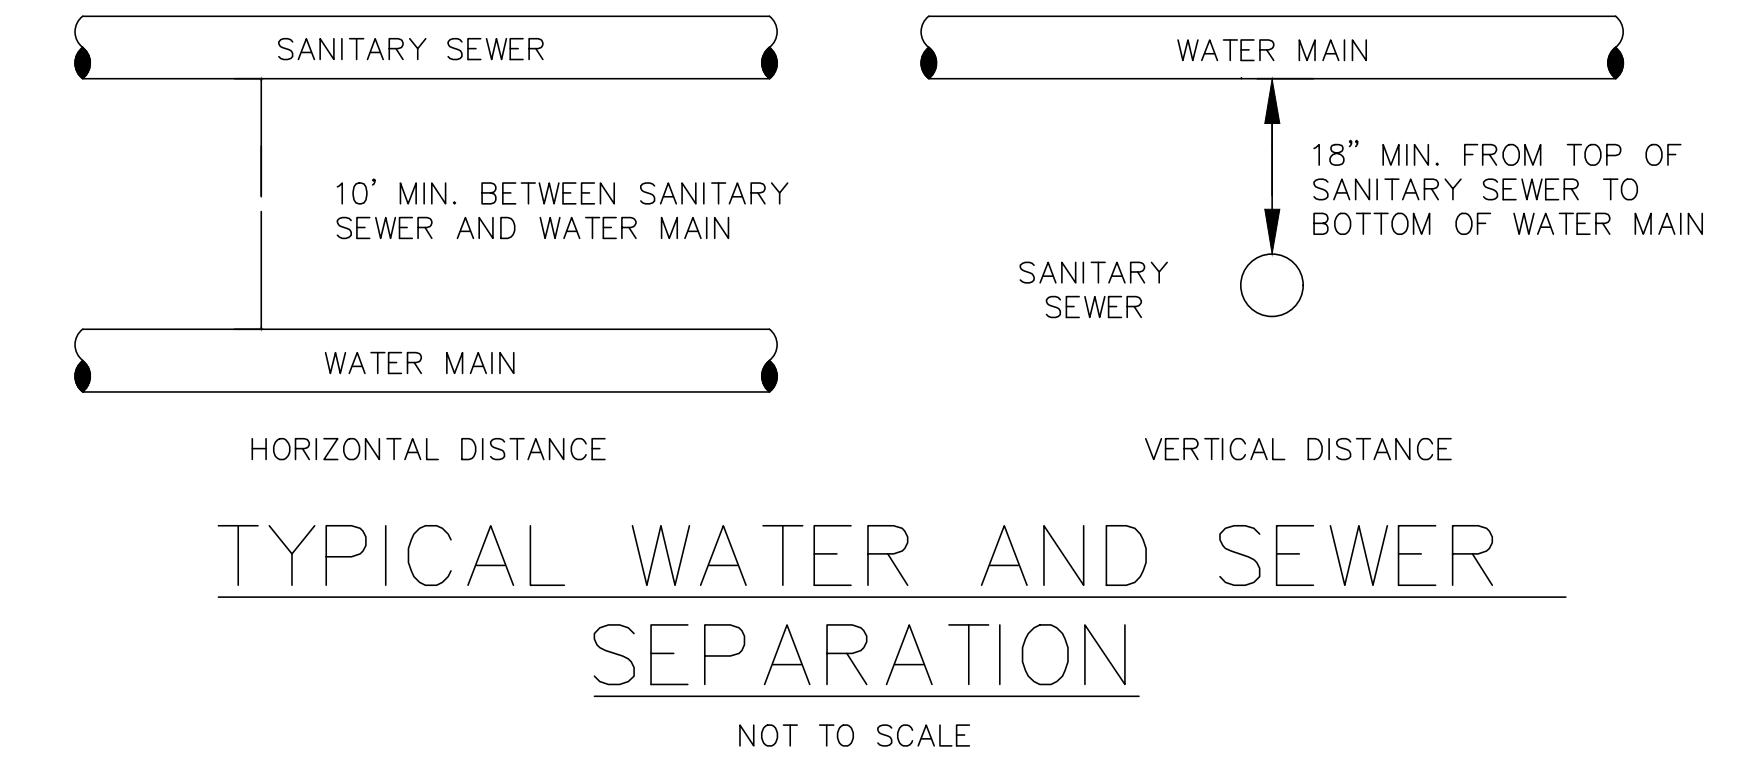 SANITARY SEWER
10' MIN. BETWEEN SANITARY
SEWER AND WATER MAIN
WATER MAIN
HORIZONTAL DISTANCE
WATER MAIN
18” MIN. FROM TOP OF
SANITARY SEWER TO
BOTTOM OF WATER MAIN
SANITARY
SEWER
VERTICAL DISTANCE
TYPICAL WATER AND SEWER
SEPARATION
NOT TO SCALE